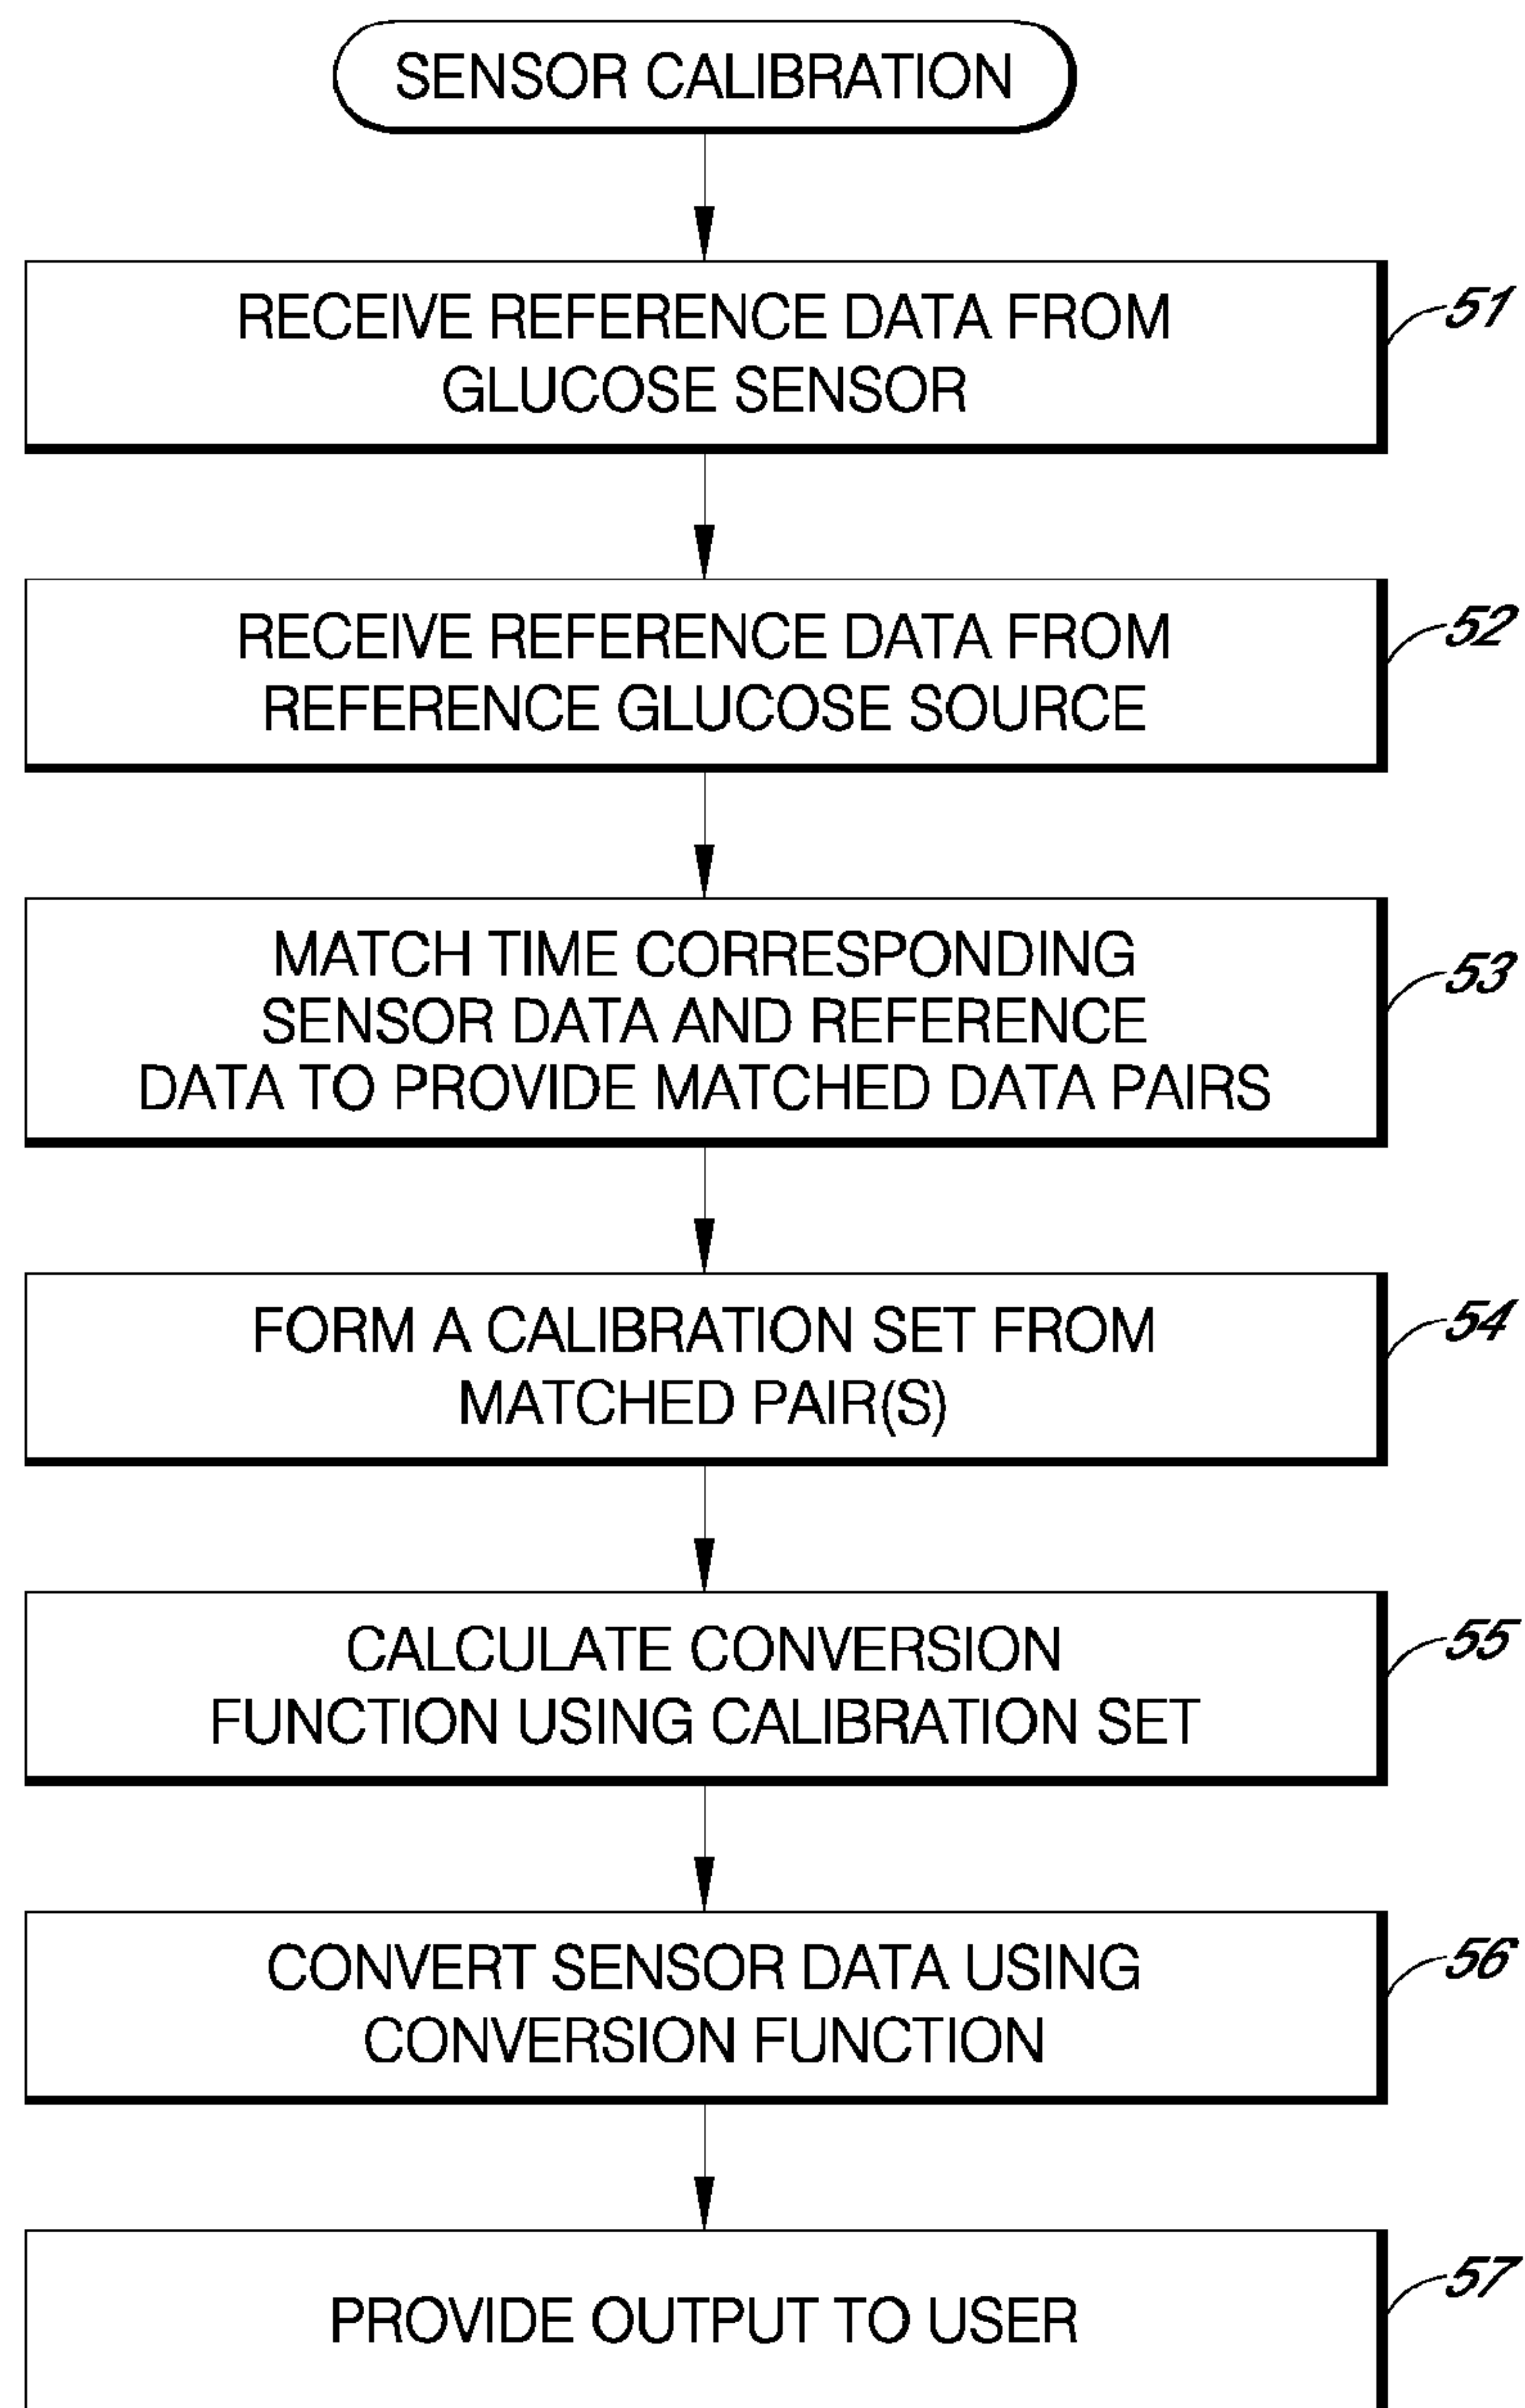 SENSOR CALIBRATION
RECEIVE REFERENCE DATA FROM
GLUCOSE SENSOR
51
RECEIVE REFERENCE DATA FROM
REFERENCE GLUCOSE SOURCE
52
MATCH TIME CORRESPONDING
SENSOR DATA AND REFERENCE
DATA TO PROVIDE MATCHED DATA PAIRS
53
FORM A CALIBRATION SET FROM
MATCHED PAIR(S)
54
CALCULATE CONVERSION
FUNCTION USING CALIBRATION SET
55
CONVERT SENSOR DATA USING
CONVERSION FUNCTION
56
PROVIDE OUTPUT TO USER
57